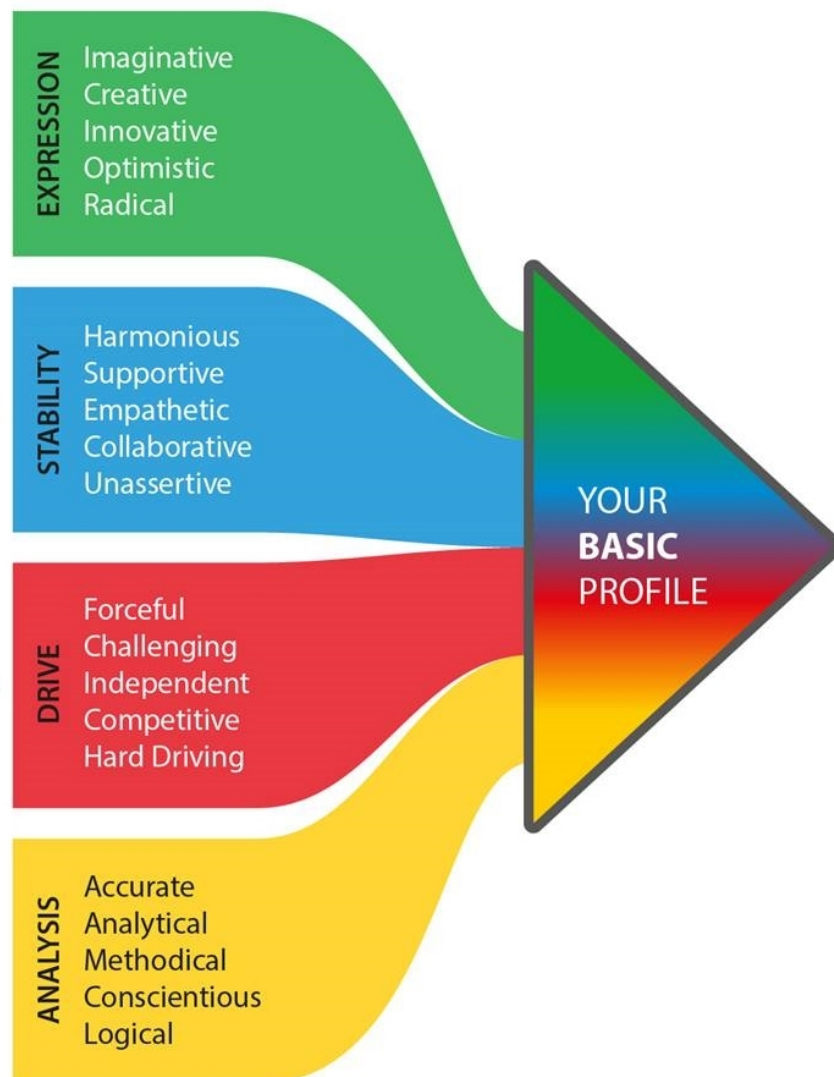 EXPRESSION
Imaginative
Creative
Innovative
Optimistic
Radical
STABILITY
Harmonious
Supportive
Empathetic
Collaborative
Unassertive
DRIVE
Forceful
Challenging
Independent
Competitive
Hard Driving
ANALYSIS
Accurate
Analytical
Methodical
Conscientious
Logical
YOUR
BASIC
PROFILE